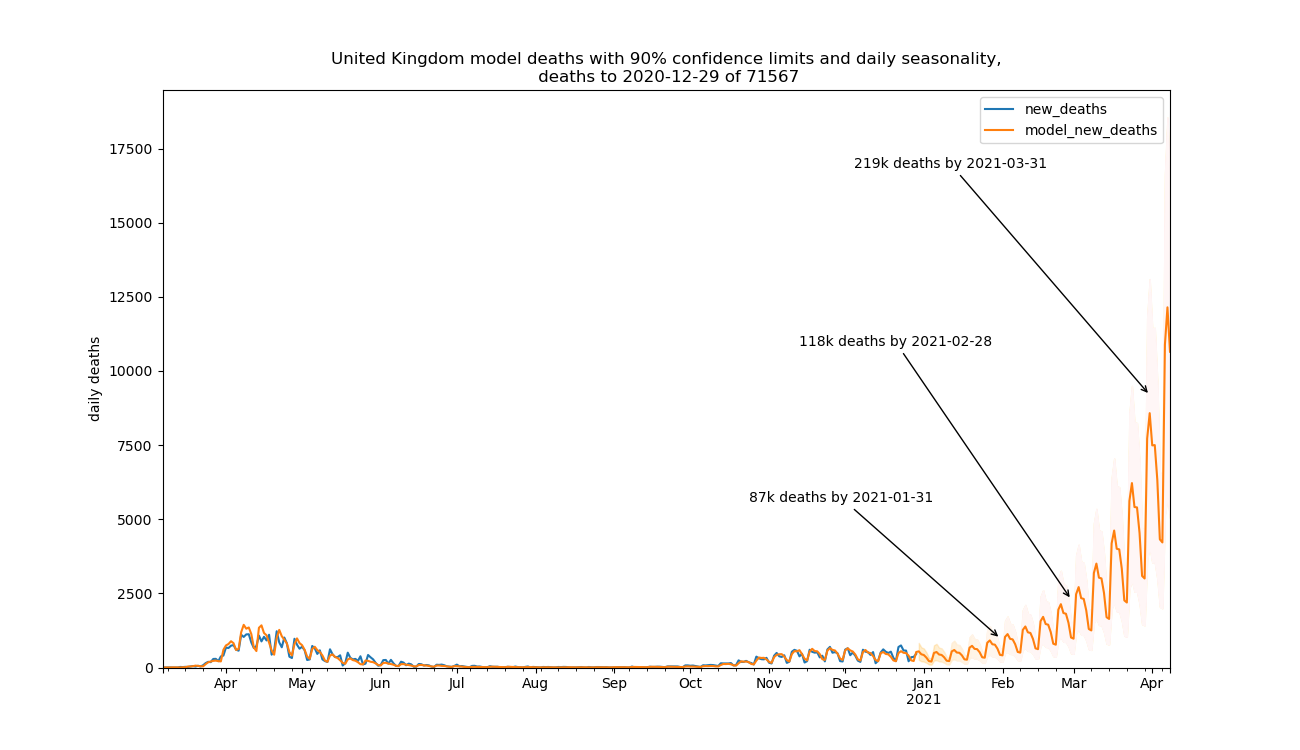 United Kingdom model deaths with 90% confidence limits and daily seasonality,
deaths to 2020-12-29 of 71567
new_deaths
model_new_deaths
219k deaths by 2021-03-31
118k deaths by 2021-02-28
87k deaths by 2021-01-31
daily deaths
17500
15000
12500
10000
7500
5000
2500
0
Apr May Jun Jul Aug Sep Oct Nov Dec Jan Feb Mar Apr
2021